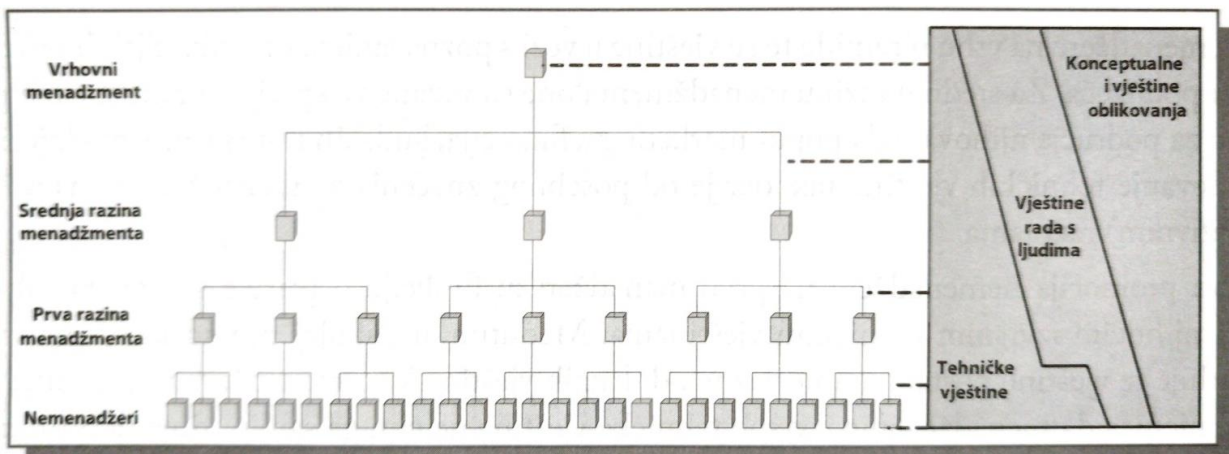 Vrhovni
menadžment
Srednja razina
menadžmenta
Prva razina
menadžmenta
Nemenadžeri
Konceptualne
i vještine
oblikovanja
Vještine
rada s
ljudima
Tehničke
vještine